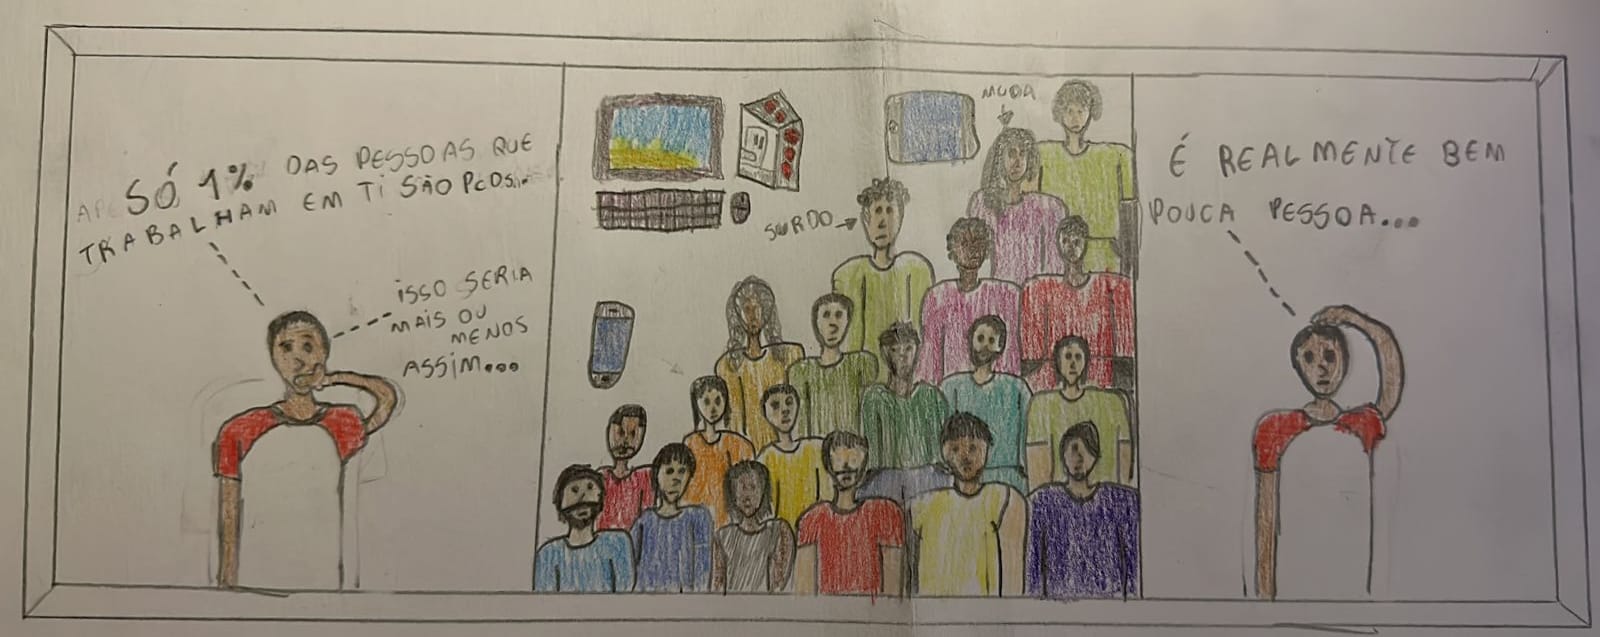 SÓ 1% DAS PESSOAS QUE
TRABALHAM EM TI SÃO PCDS...
ISSO SERIA
MAIS OU
MENOS
ASSIM...
SURDO
MUDA
É REALMENTE BEM
POUCA PESSOA...